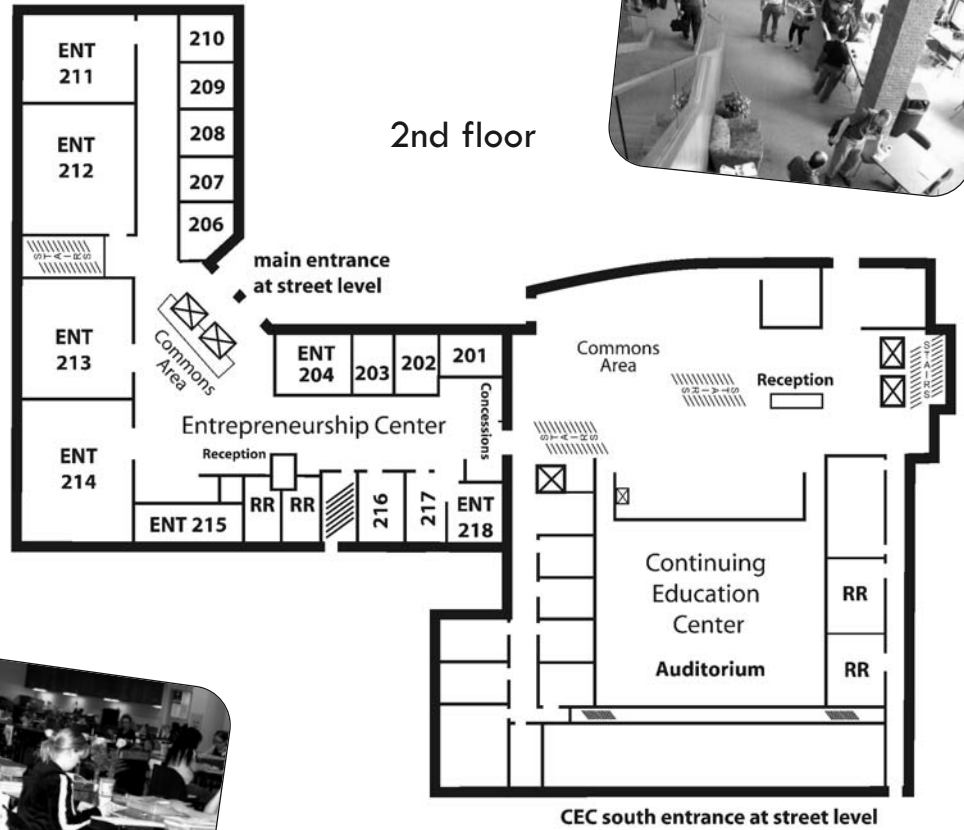 2nd floor
ENT
211
ENT
212
210
209
208
207
206
STAIRS
main entrance
at street level
ENT
213
Commons
Area
ENT
204
203
202
201
Concessions
Entrepreneurship Center
Reception
ENT
214
ENT 215
RR
RR
216
217
ENT
218
Commons
Area
STAIRS
Reception
STAIRS
STAIRS
Continuing
Education
Center
Auditorium
RR
RR
CEC south entrance at street level